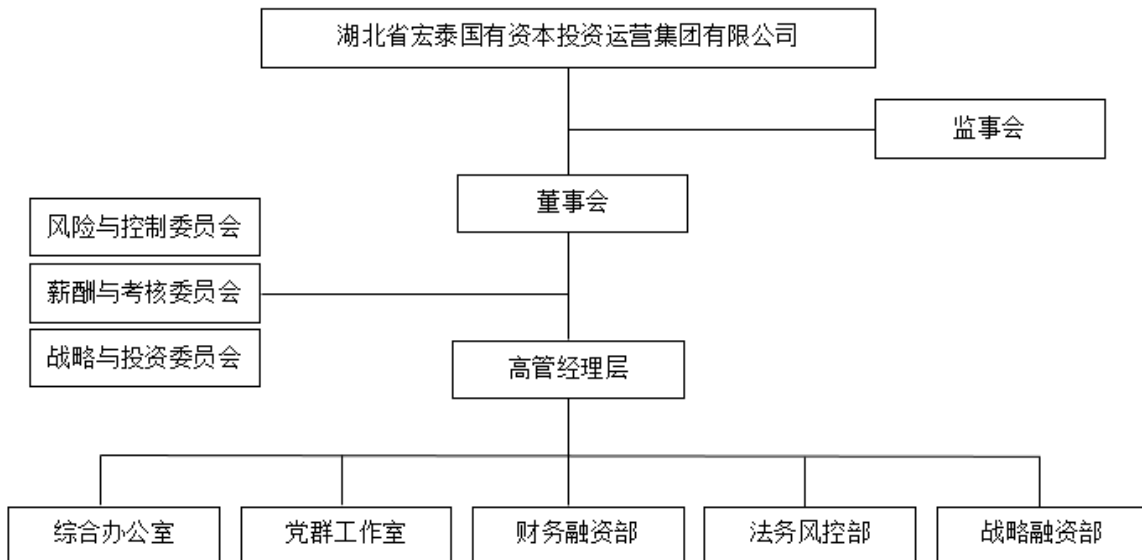 湖北省宏泰国有资本投资运营集团有限公司
监事会
董事会
风险与控制委员会
薪酬与考核委员会
战略与投资委员会
高管经理层
综合办公室
党群工作室
财务融资部
法务风控部
战略融资部